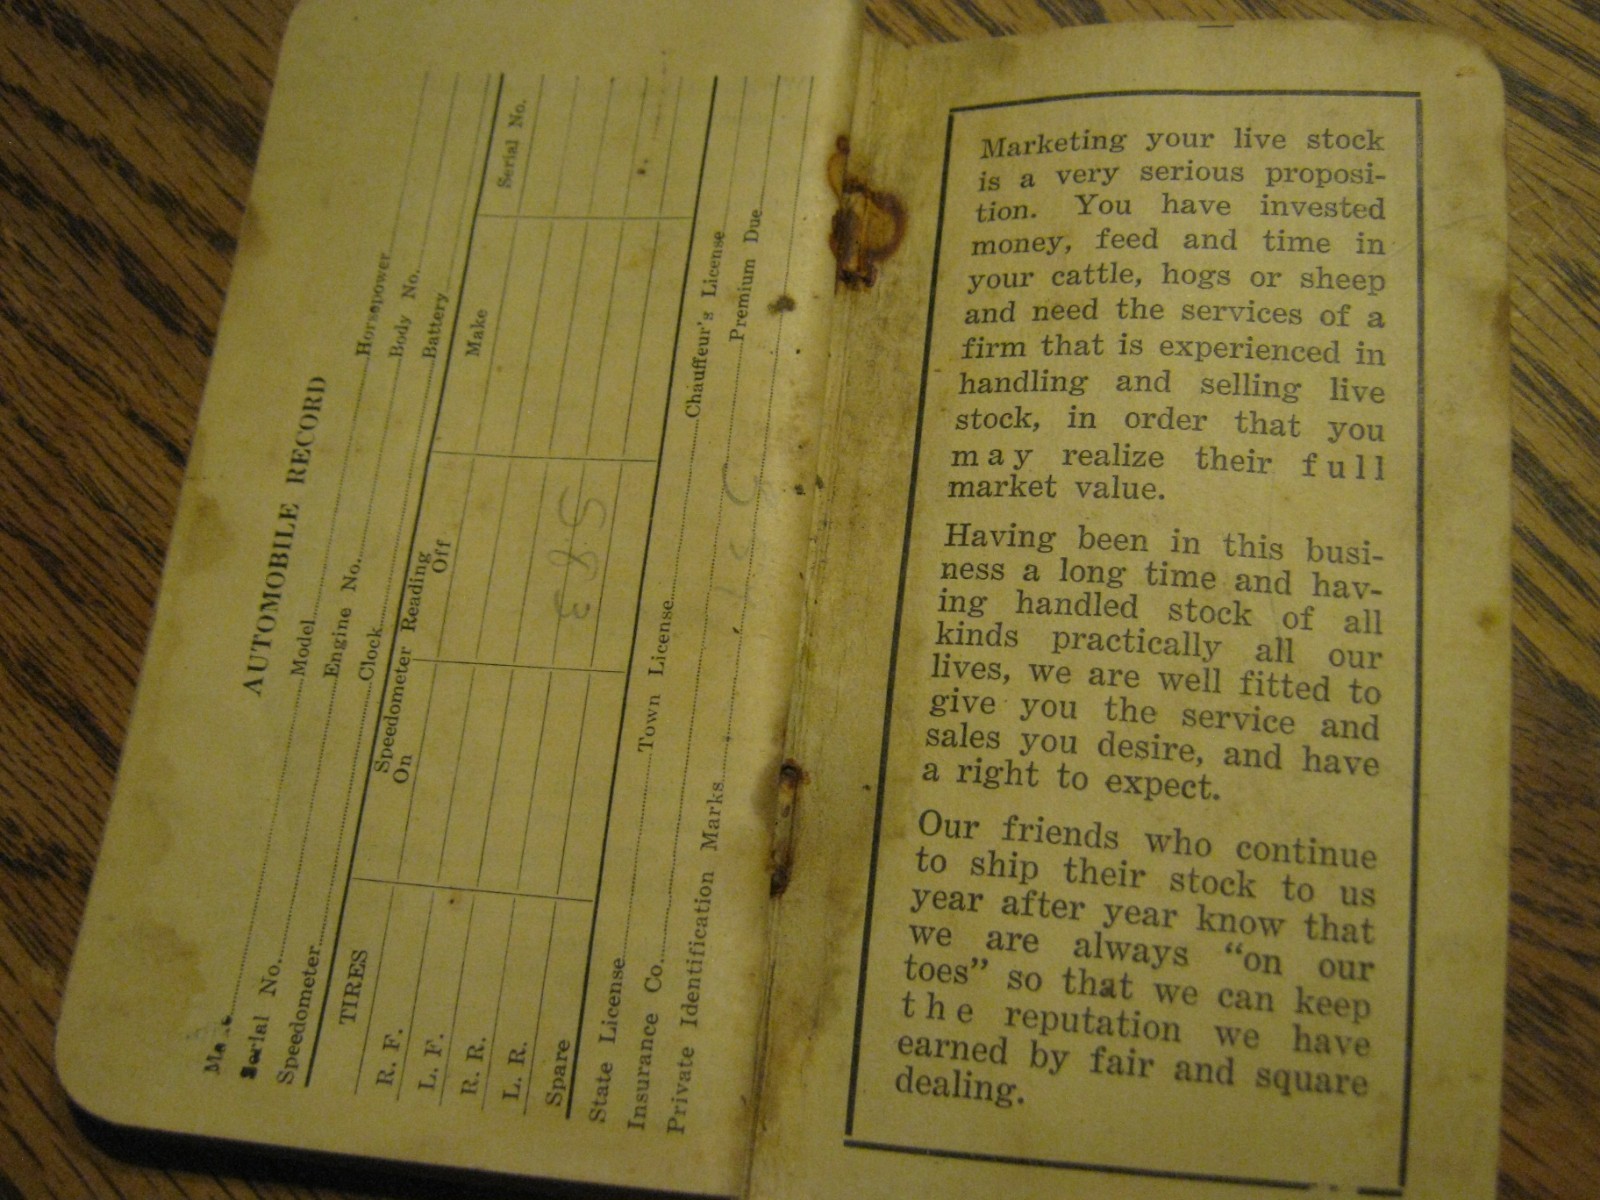 AUTOMOBILE RECORD
Model Horsepower
Serial No. Engine No. Body No.
Speedometer Clock Battery
TIRES Speedometer Reading Make Serial No.
On Off
R. F.
L. F.
R. R.
L. R.
Spare
583
State License Town License Chauffeur's License
Insurance Co. Premium Due
Private Identification Marks
Marketing your live stock
is a very serious proposi-
tion. You have invested
money, feed and time in
your cattle, hogs or sheep
and need the services of a
firm that is experienced in
handling and selling live
stock, in order that you
may realize their full
market value.
Having been in this busi-
ness a long time and hav-
ing handled stock of all
kinds practically all our
lives, we are well fitted to
give you the service and
sales you desire, and have
a right to expect.
Our friends who continue
to ship their stock to us
year after year know that
we are always "on our
toes" so that we can keep
the reputation we have
earned by fair and square
dealing.